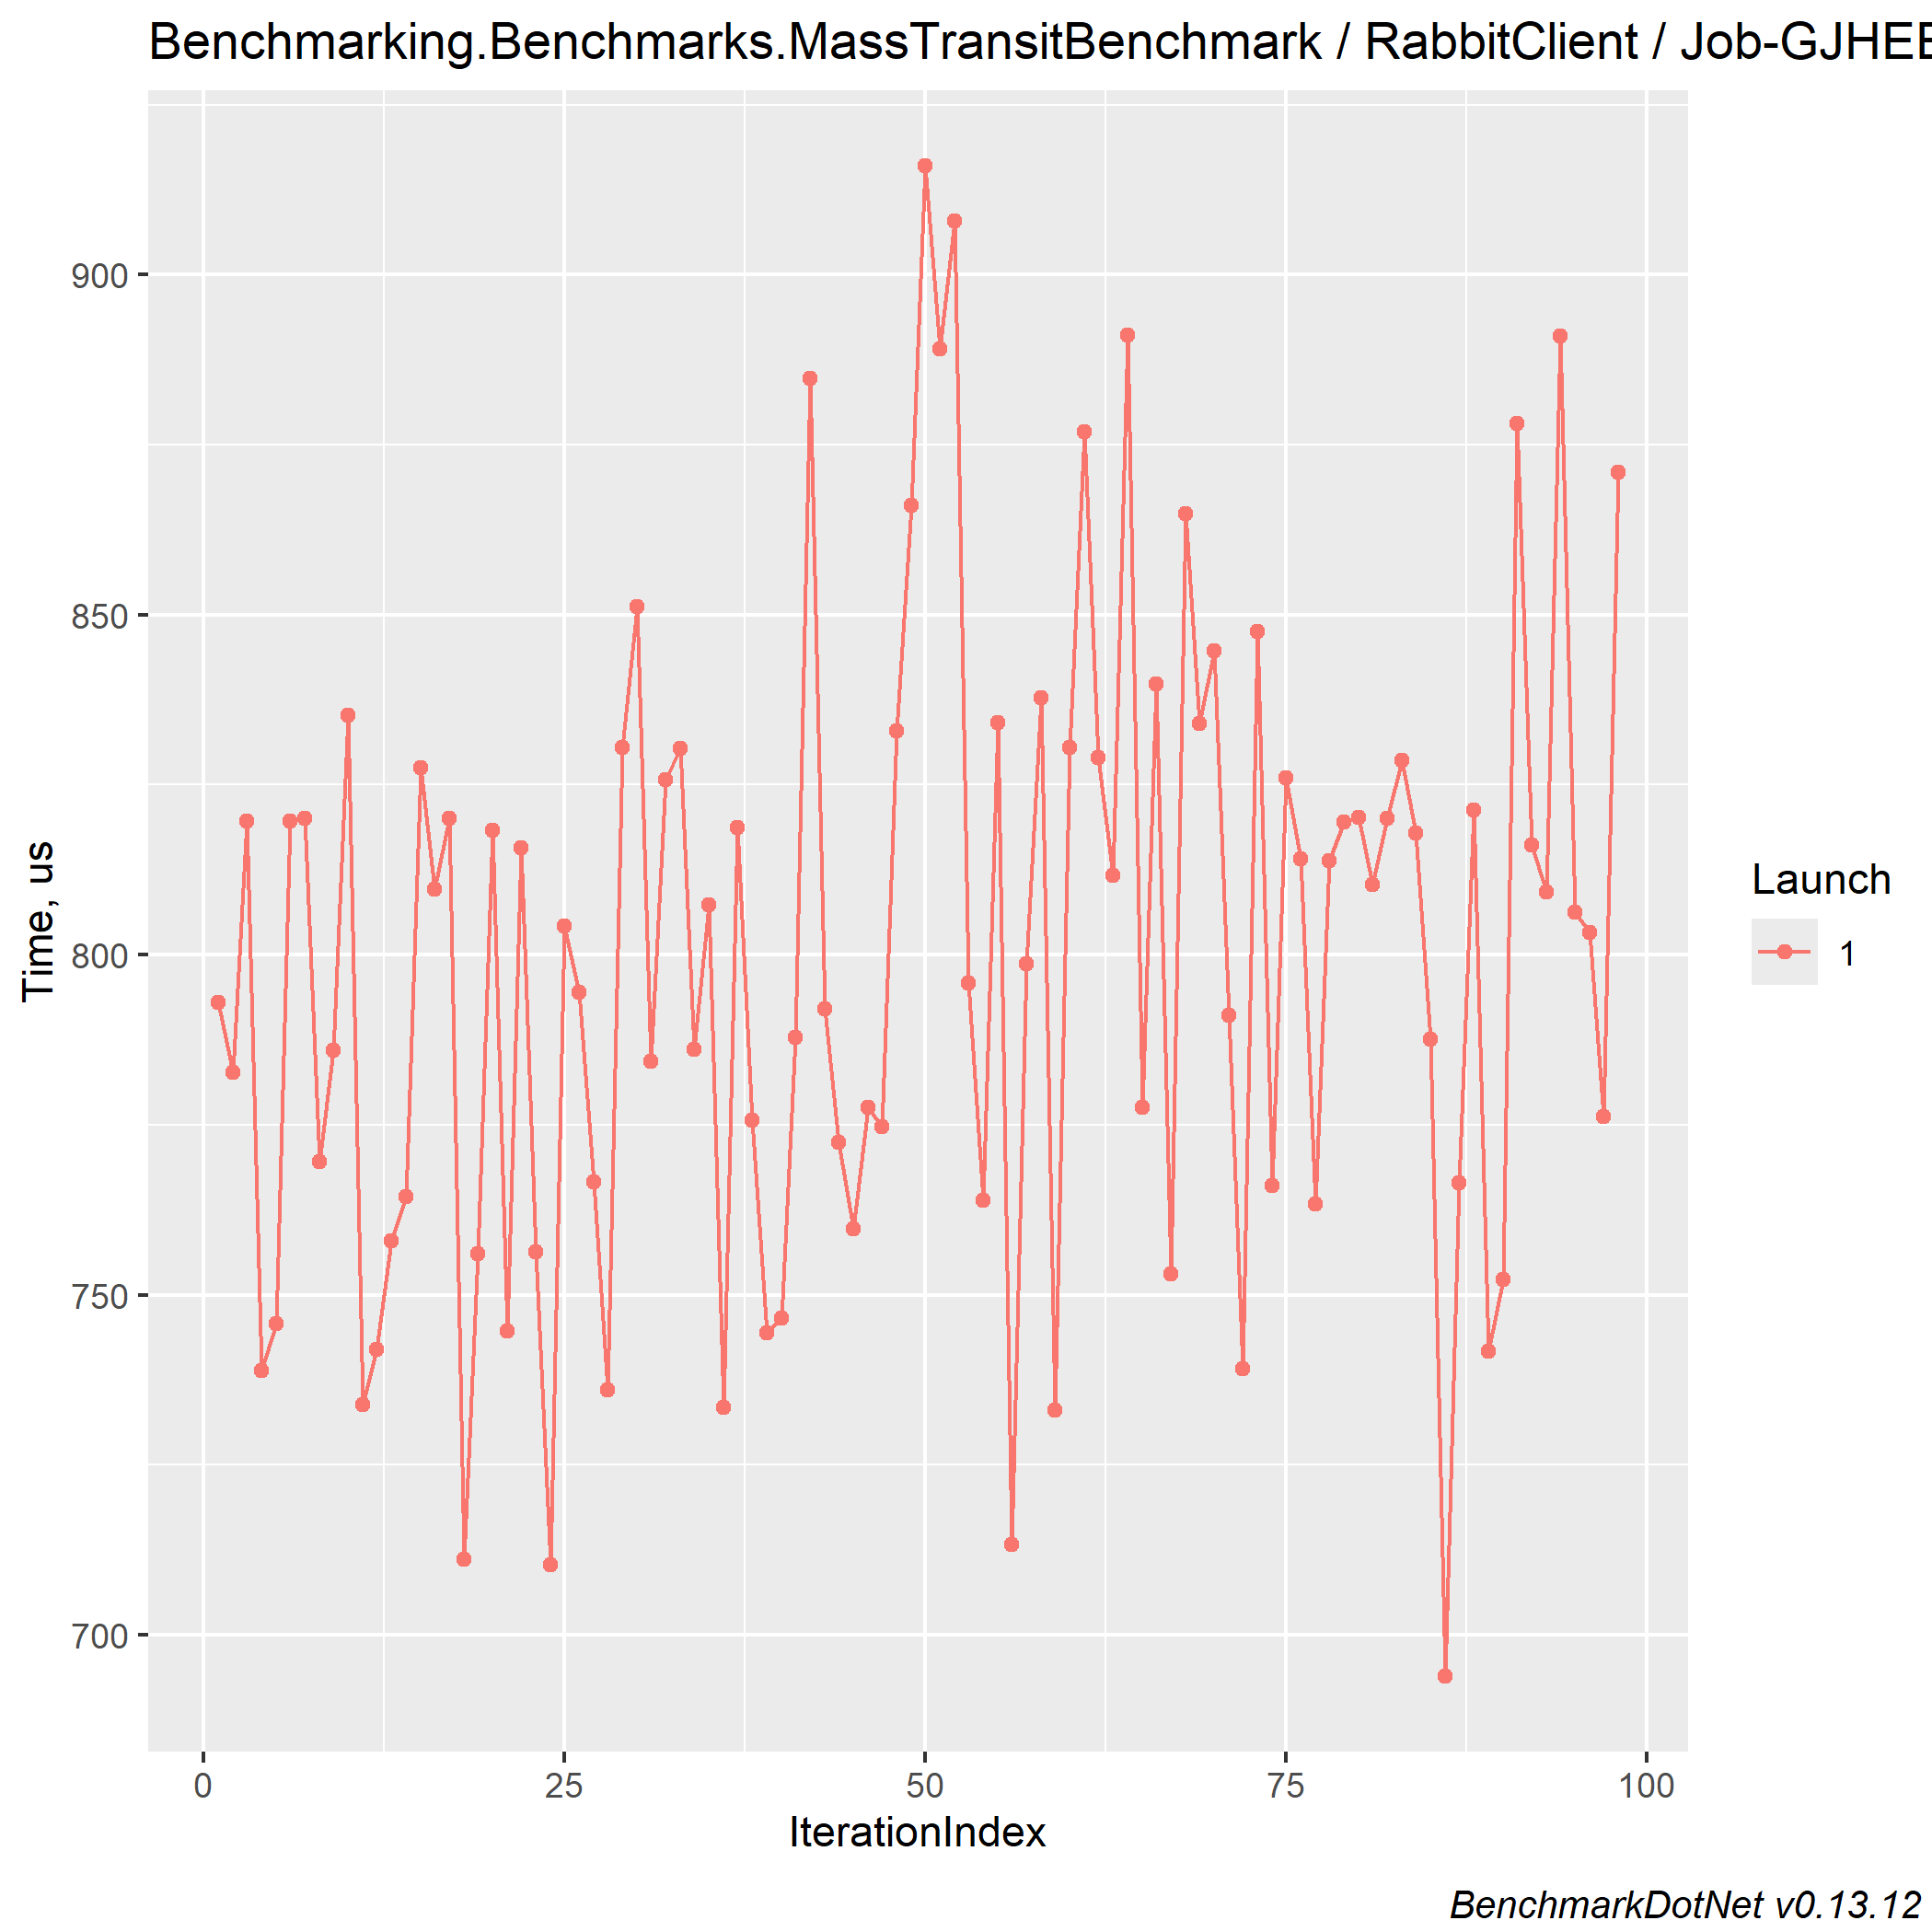 Benchmarking.Benchmarks.MassTransitBenchmark / RabbitClient / Job-GJHEE
900
850
800
750
700
Time, us
0 25 50 75 100
IterationIndex
Launch
1
BenchmarkDotNet v0.13.12